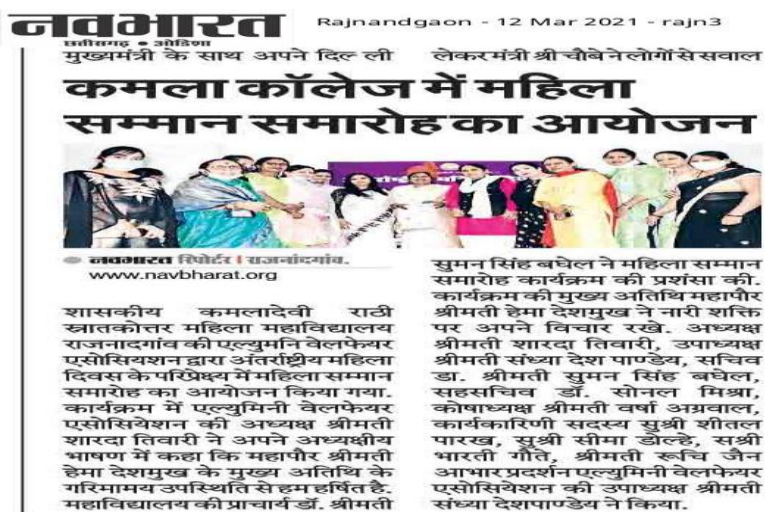 नवभारत
छत्तीसगढ़ • ओडिशा
Rajnandgaon - 12 Mar 2021 - rajn3
मुख्यमंत्री के साथ अपने दिल ली
लेकर मंत्री श्री चौबे ने लोगों से सवाल
कमला कॉलेज में महिला
सम्मान समारोह का आयोजन
नवभारत रिपोर्टर । राजनांदगांव.
www.navbharat.org
शासकीय कमलादेवी राठी
स्नातकोत्तर महिला महाविद्यालय
राजनादगांव की एल्युमनि वेलफेयर
एसोसियशन द्वारा अंतर्राष्ट्रीय महिला
दिवस के परिप्रेक्ष्य में महिला सम्मान
समारोह का आयोजन किया गया.
कार्यक्रम में एल्युमिनी वेलफेयर
एसोसियेशन की अध्यक्ष श्रीमती
शारदा तिवारी ने अपने अध्यक्षीय
भाषण में कहा कि महापौर श्रीमती
हेमा देशमुख के मुख्य अतिथि के
गरिमामय उपस्थिति से हम हर्षित है.
महाविद्यालय की प्राचार्य डॉ. श्रीमती
सुमन सिंह बघेल ने महिला सम्मान
समारोह कार्यक्रम की प्रशंसा की.
कार्यक्रम की मुख्य अतिथि महापौर
श्रीमती हेमा देशमुख ने नारी शक्ति
पर अपने विचार रखे. अध्यक्ष
श्रीमती शारदा तिवारी, उपाध्यक्ष
श्रीमती संध्या देश पाण्डेय, सचिव
डा. श्रीमती सुमन सिंह बघेल,
सहसचिव डॉ. सोनल मिश्रा,
कोषाध्यक्ष श्रीमती वर्षा अग्रवाल,
कार्यकारिणी सदस्य सुश्री शीतल
पारख, सुश्री सीमा डोल्हे, सश्री
भारती गौते, श्रीमती रूचि जैन
आभार प्रदर्शन एल्युमिनी वेलफेयर
एसोसियेशन की उपाध्यक्ष श्रीमती
संध्या देशपाण्डेय ने किया.